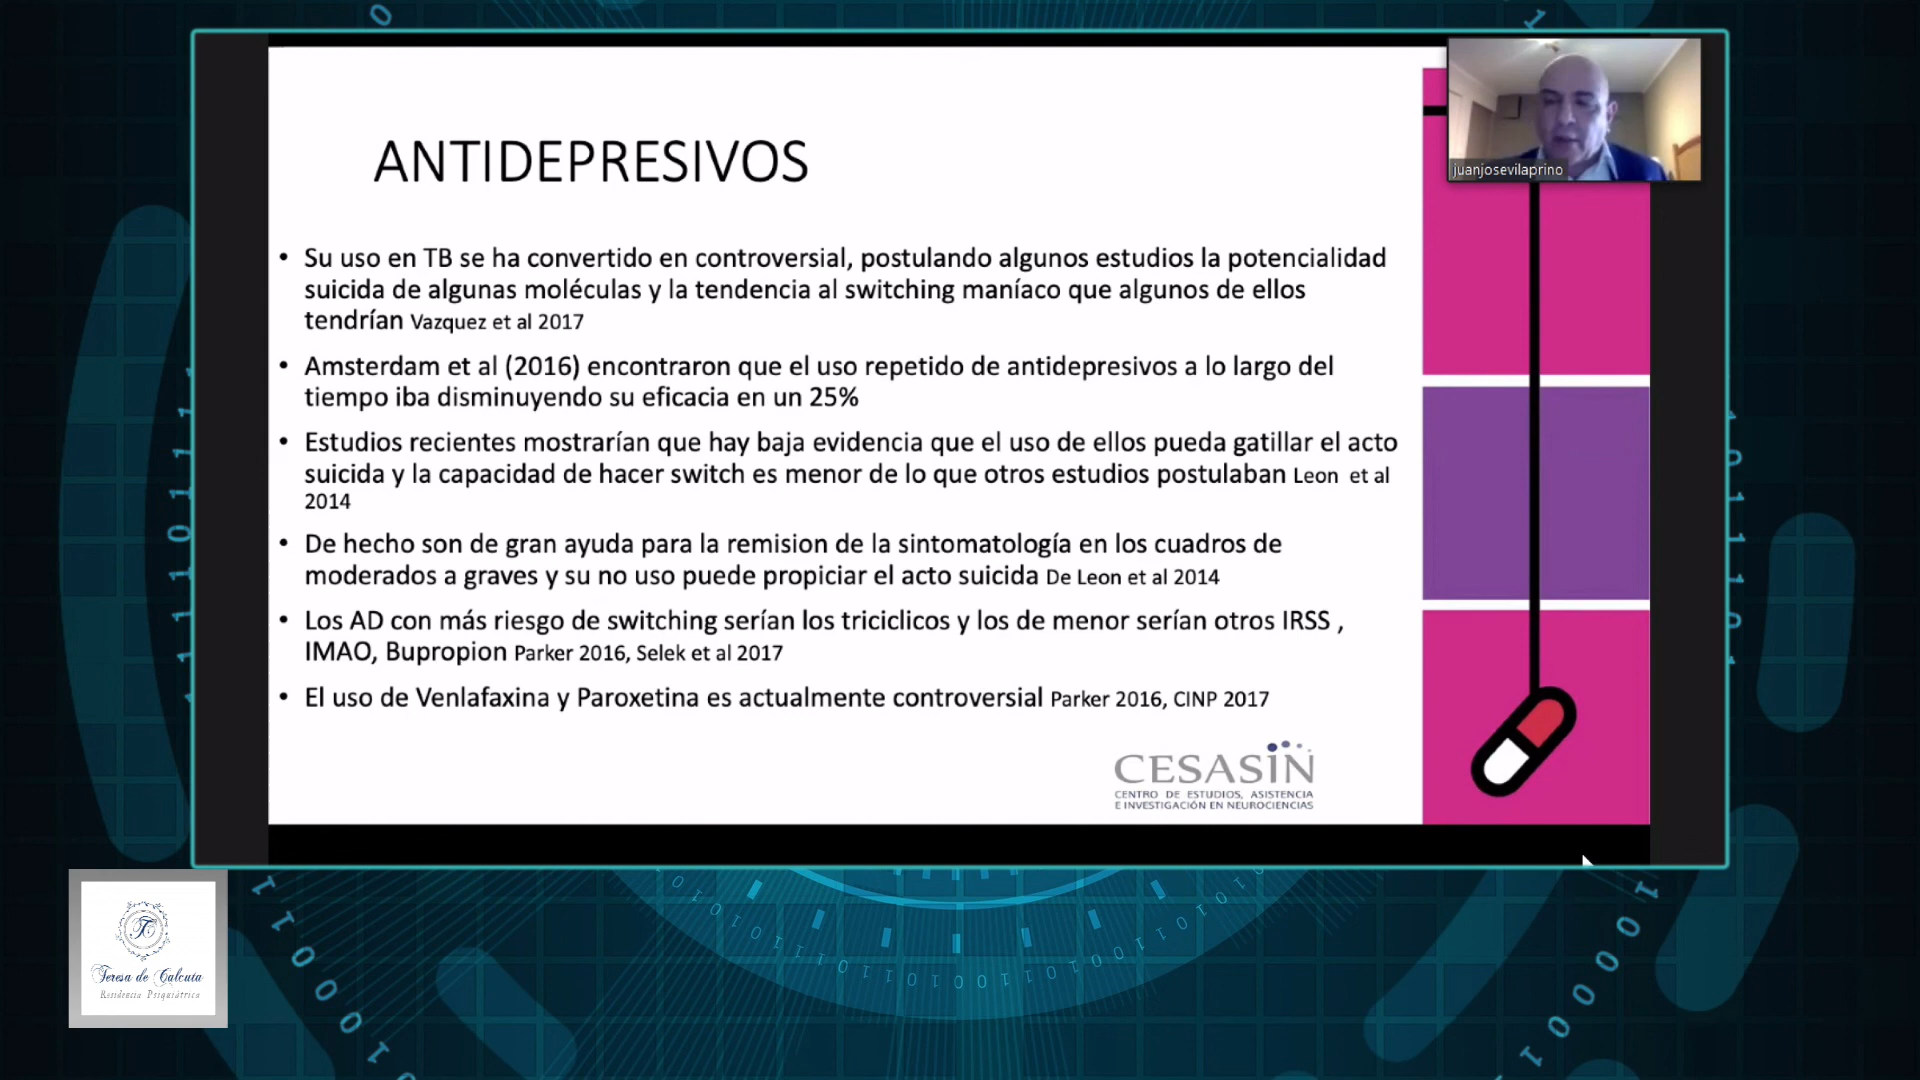 ANTIDEPRESIVOS
juanjosevilaprino
• Su uso en TB se ha convertido en controversial, postulando algunos estudios la potencialidad
suicida de algunas moléculas y la tendencia al switching maníaco que algunos de ellos
tendrían Vazquez et al 2017
• Amsterdam et al (2016) encontraron que el uso repetido de antidepresivos a lo largo del
tiempo iba disminuyendo su eficacia en un 25%
• Estudios recientes mostrarían que hay baja evidencia que el uso de ellos pueda gatillar el acto
suicida y la capacidad de hacer switch es menor de lo que otros estudios postulaban Leon et al
2014
• De hecho son de gran ayuda para la remision de la sintomatología en los cuadros de
moderados a graves y su no uso puede propiciar el acto suicida De Leon et al 2014
• Los AD con más riesgo de switching serían los triciclicos y los de menor serían otros IRSS ,
IMAO, Bupropion Parker 2016, Selek et al 2017
• El uso de Venlafaxina y Paroxetina es actualmente controversial Parker 2016, CINP 2017
CESASIN
CENTRO DE ESTUDIOS, ASISTENCIA
E INVESTIGACIÓN EN NEUROCIENCIAS
Teresa de Calcuta
Residencia Psiquiátrica